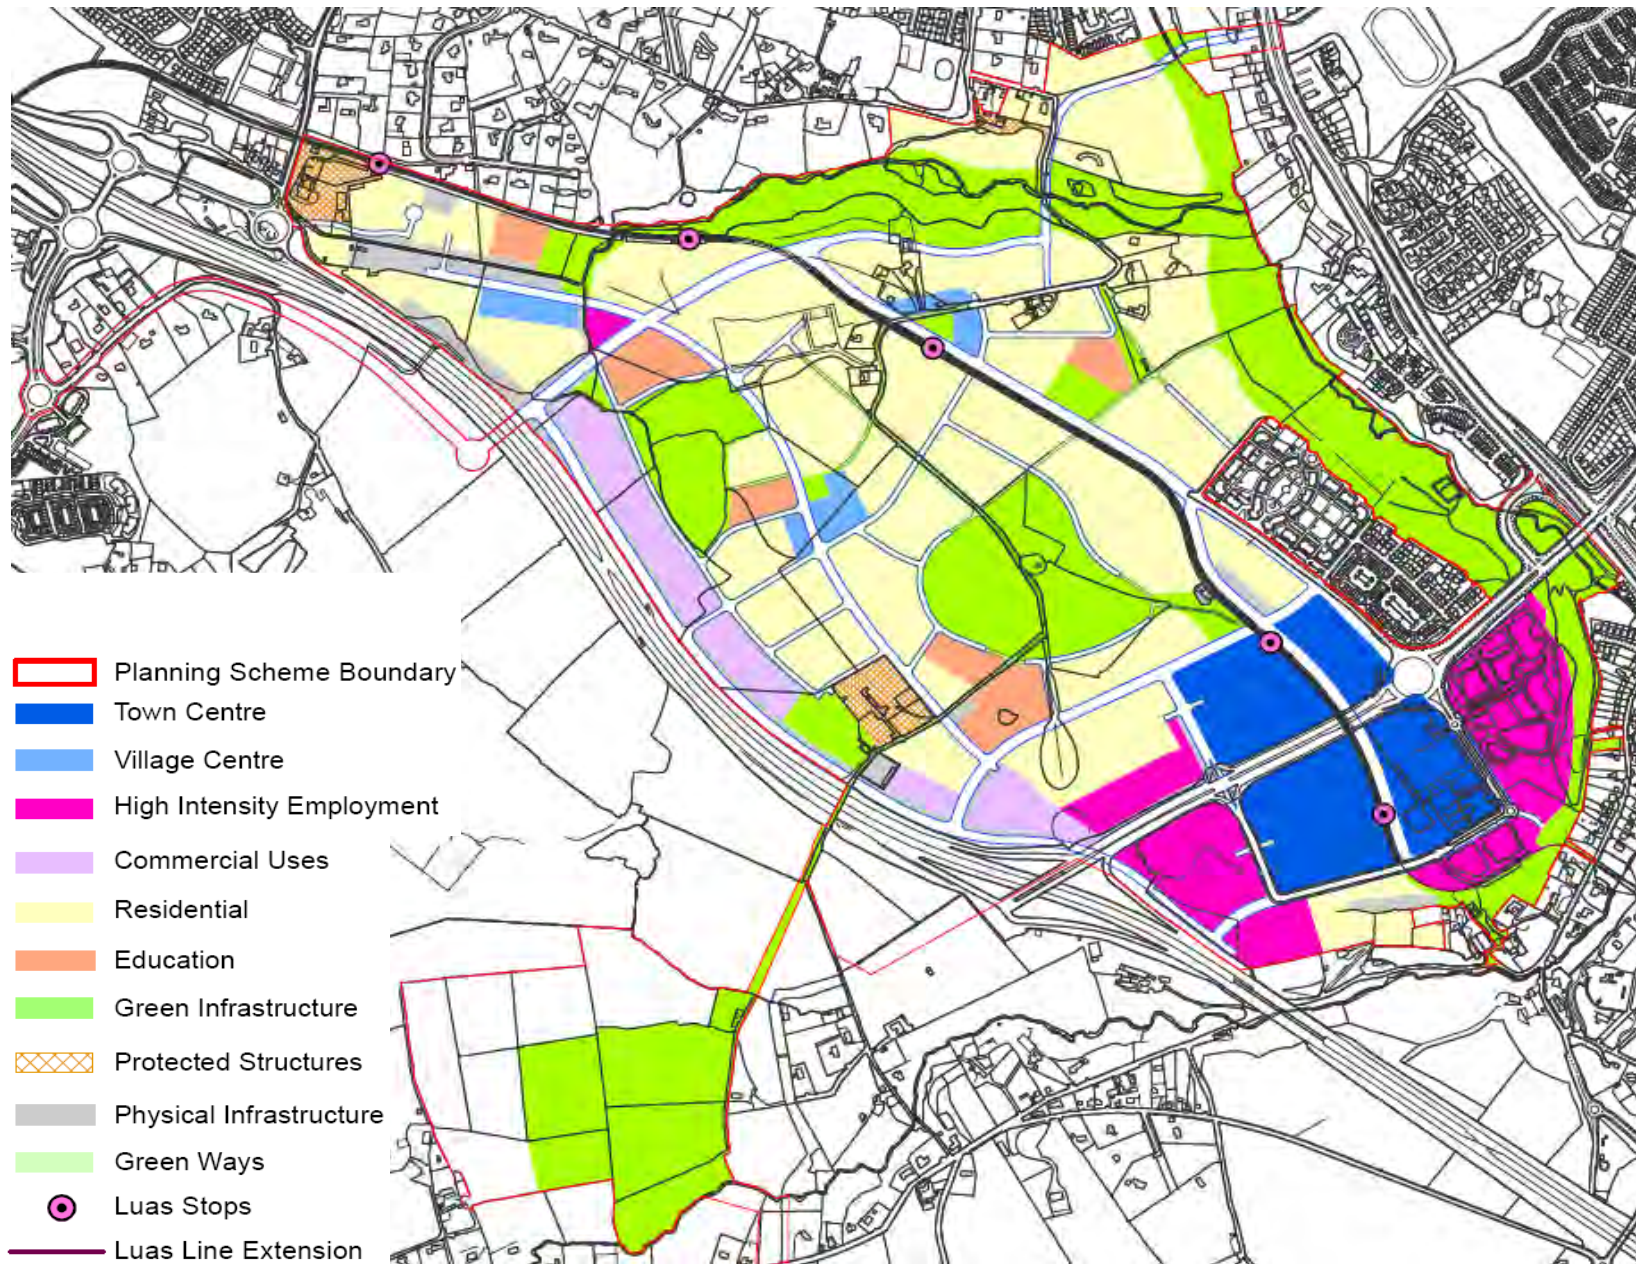 Planning Scheme Boundary
Town Centre
Village Centre
High Intensity Employment
Commercial Uses
Residential
Education
Green Infrastructure
Protected Structures
Physical Infrastructure
Green Ways
Luas Stops
Luas Line Extension